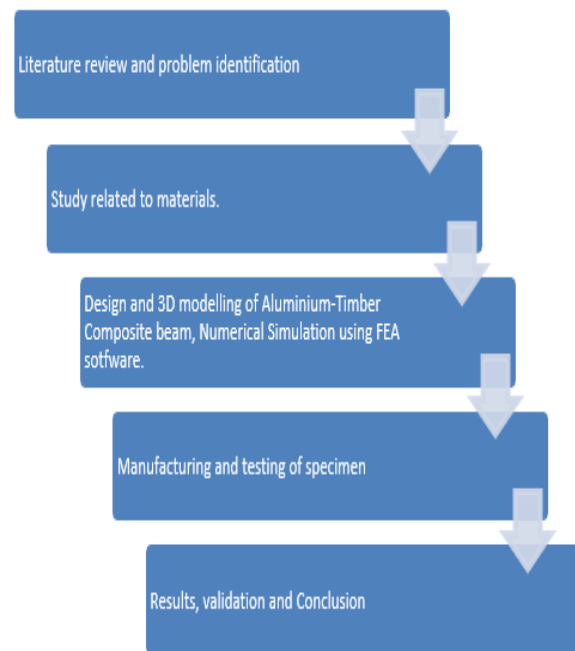 Literature review and problem identification
Study related to materials.
Design and 3D modelling of Aluminium-Timber
Composite beam, Numerical Simulation using FEA
sotfware.
Manufacturing and testing of specimen
Results, validation and Conclusion